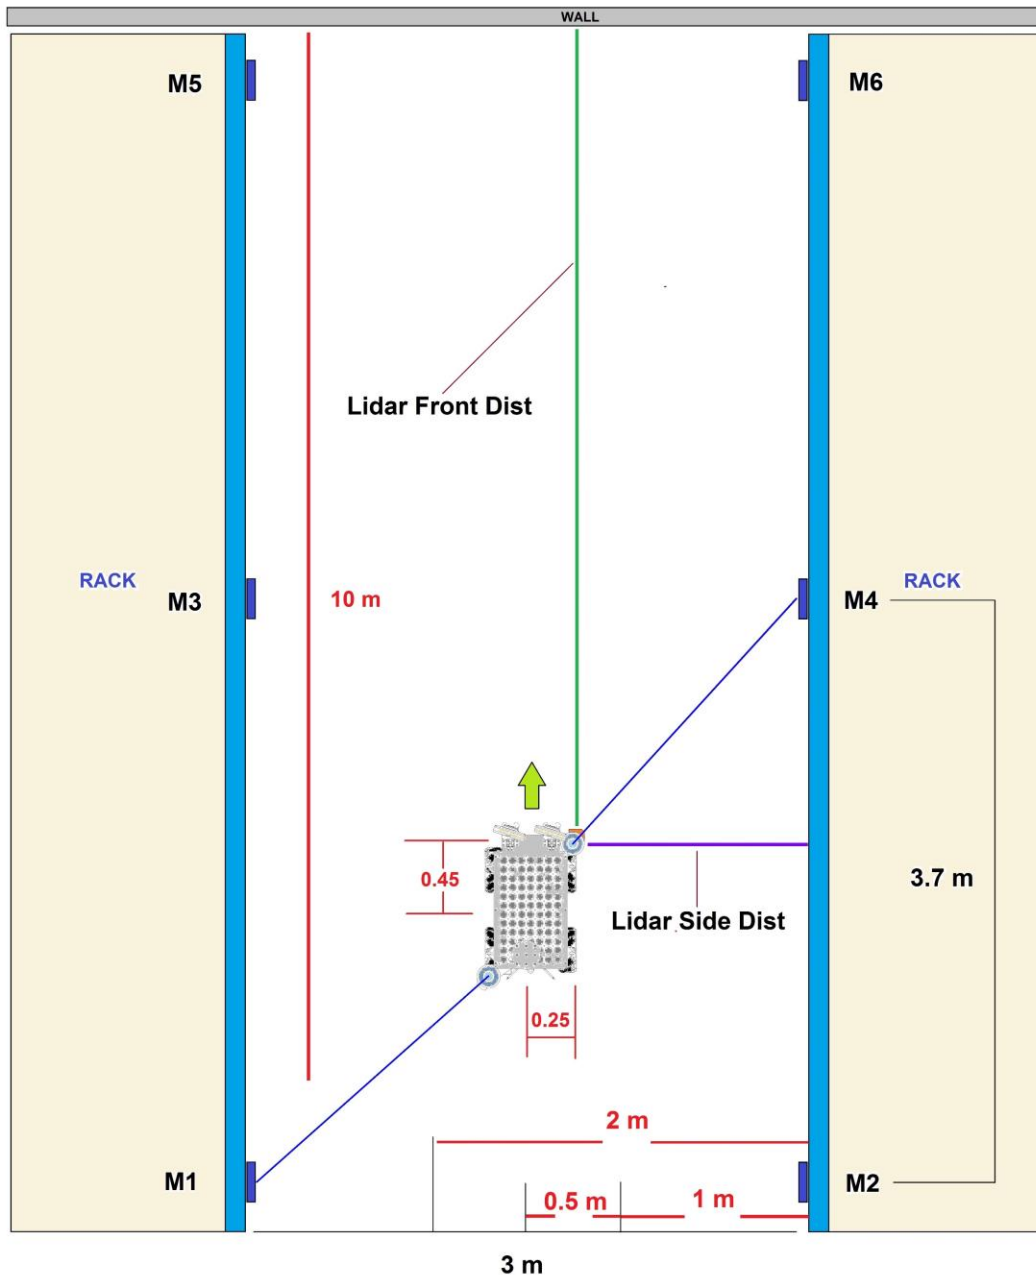 WALL
M5
M6
Lidar Front Dist
RACK
M3
10 m
M4
RACK
0.45
3.7 m
Lidar Side Dist
0.25
2 m
M1
0.5 m
1 m
M2
3 m